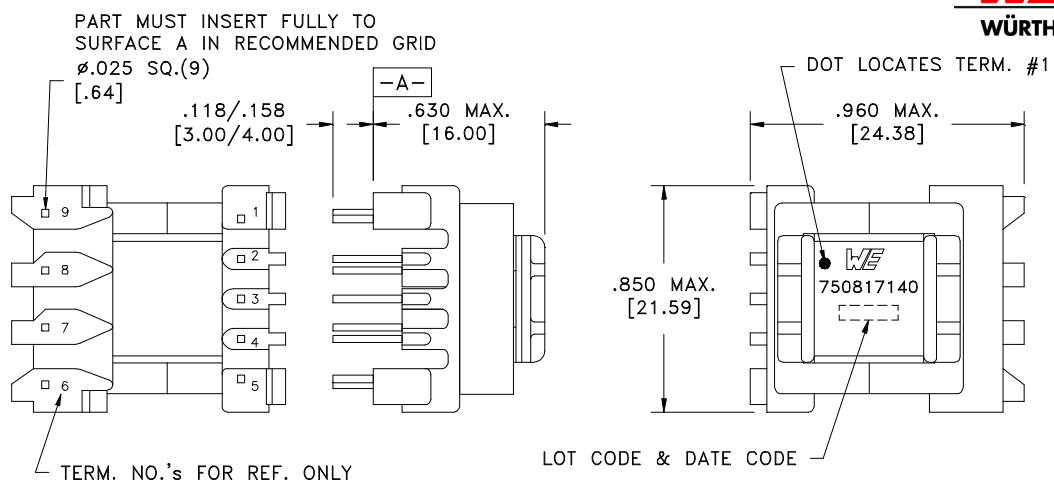 PART MUST INSERT FULLY TO
SURFACE A IN RECOMMENDED GRID
ø.025 SQ.(9)
[.64]
WÜRTH
DOT LOCATES TERM. #1
-A-
.118/.158
[3.00/4.00]
.630 MAX.
[16.00]
.960 MAX.
[24.38]
9
8
7
6
1
2
3
4
5
.850 MAX.
[21.59]
WE
750817140
TERM. NO.'s FOR REF. ONLY
LOT CODE & DATE CODE